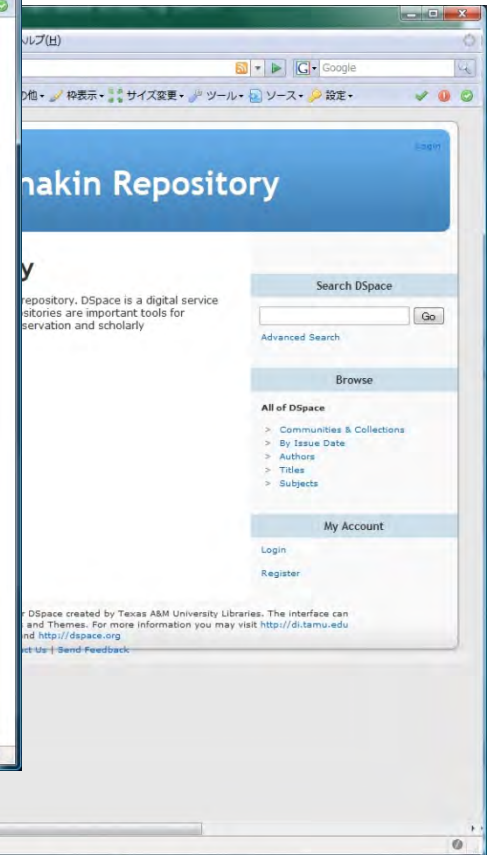 ヘルプ(H)
Google
の他・ 枠表示・ サイズ変更・ ツール・ ソース・ 設定・
Login
nakin Repository
y
repository. DSpace is a digital service
ositories are important tools for
servation and scholarly
Search DSpace
Go
Advanced Search
Browse
All of DSpace
> Communities & Collections
> By Issue Date
> Authors
> Titles
> Subjects
My Account
Login
Register
r DSpace created by Texas A&M University Libraries. The interface can
and Themes. For more information you may visit http://di.tamu.edu
nd http://dspace.org
ct Us | Send Feedback